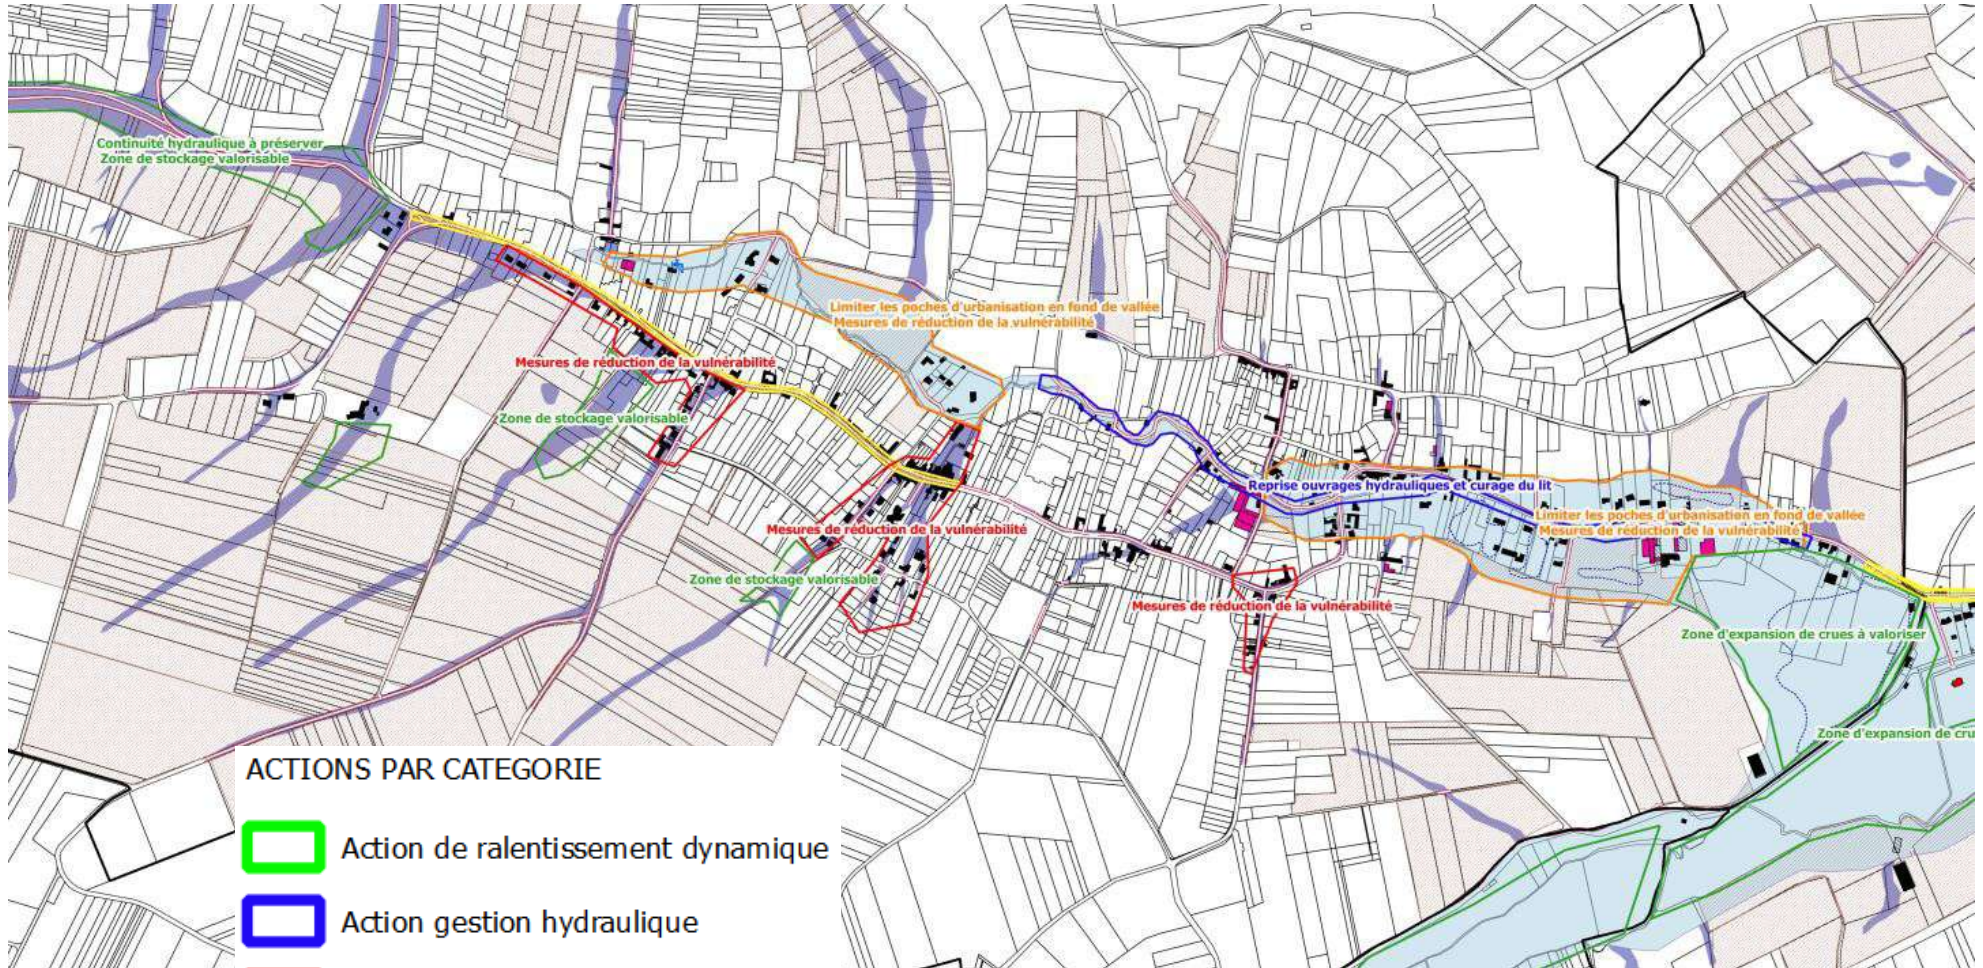 Continuité hydraulique à préserver
Zone de stockage valorisable
Limiter les poches d'urbanisation en fond de vallée
Mesures de réduction de la vulnérabilité
Mesures de réduction de la vulnérabilité
Zone de stockage valorisable
Reprise ouvrages hydrauliques et curage du lit
Limiter les poches d'urbanisation en fond de vallée
Mesures de réduction de la vulnérabilité
Mesures de réduction de la vulnérabilité
Zone de stockage valorisable
Mesures de réduction de la vulnérabilité
Zone d'expansion de crues à valoriser
Zone d'expansion de cru
ACTIONS PAR CATEGORIE
Action de ralentissement dynamique
Action gestion hydraulique